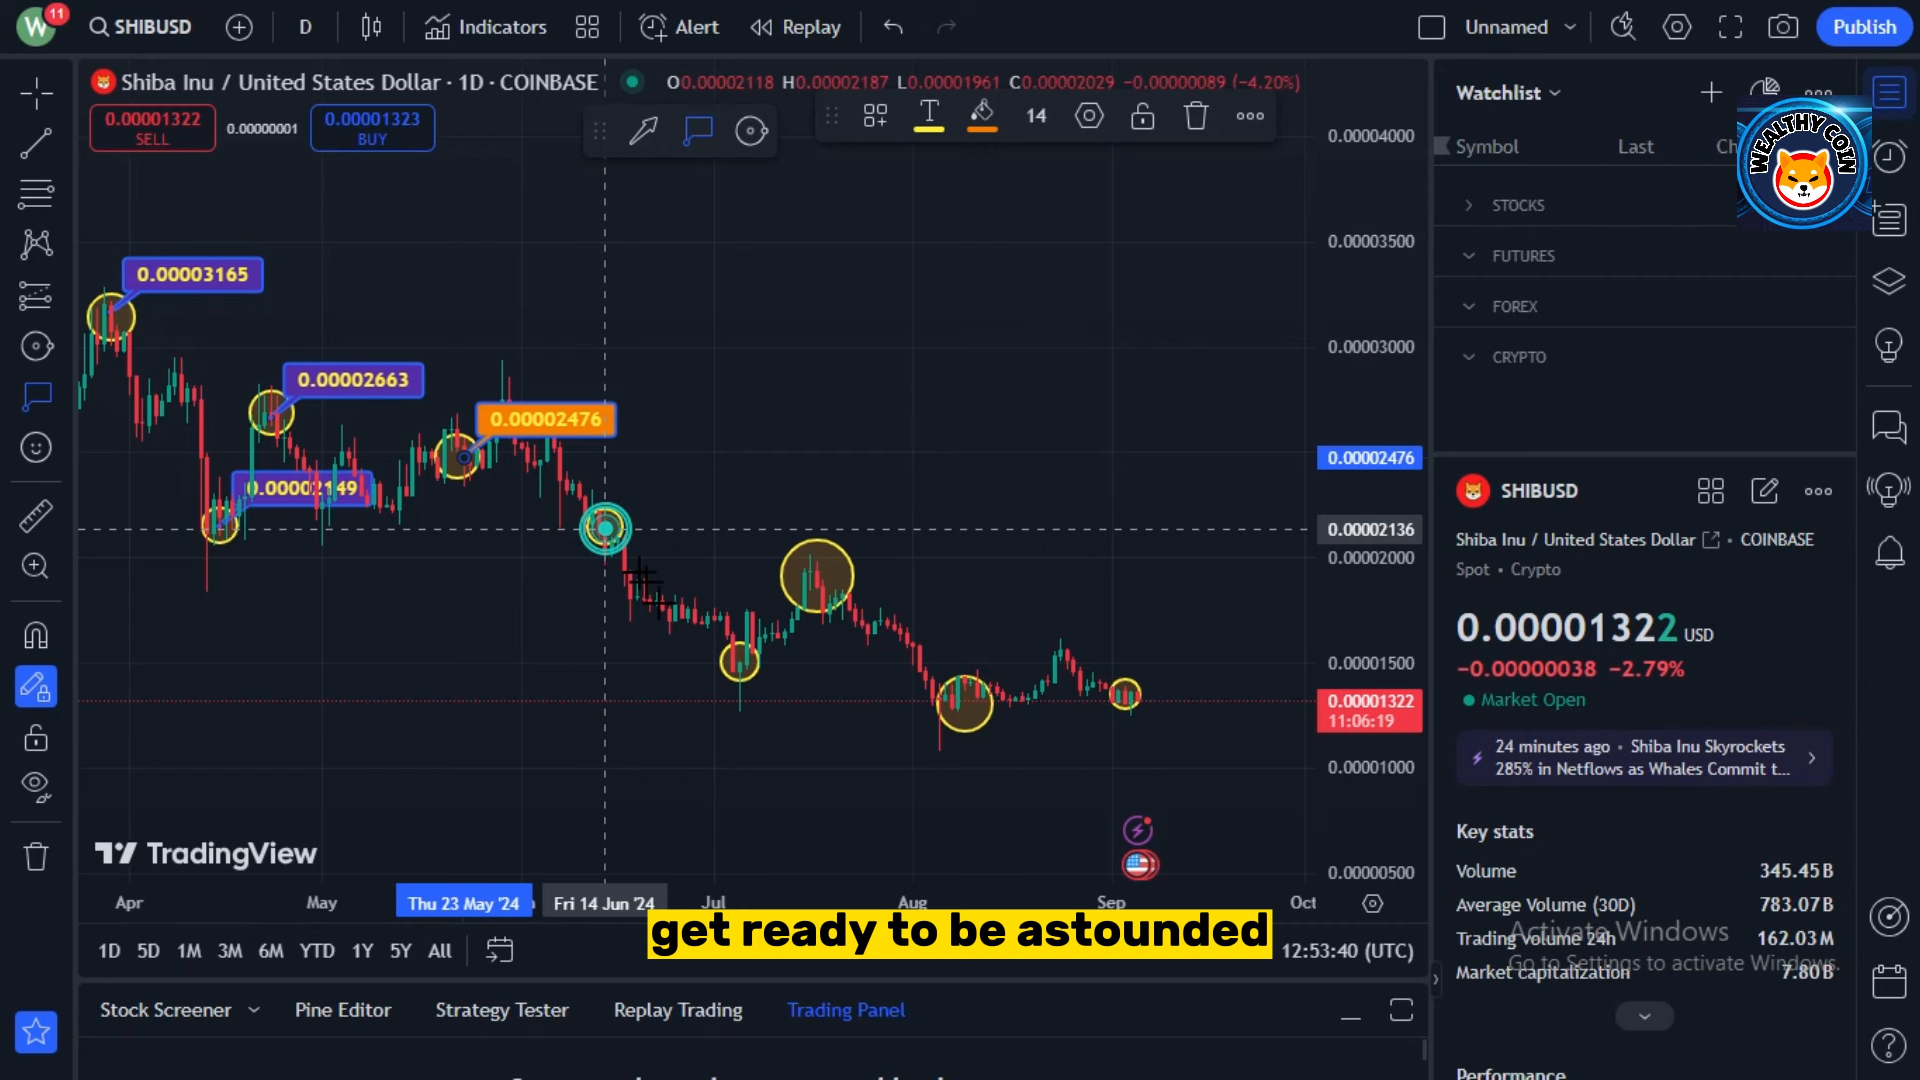 W
11
SHIBUSD
D
Indicators
Alert
Replay
Unnamed
Publish
Shiba Inu / United States Dollar · 1D · COINBASE
O0.00002118 H0.00002187 L0.00001961 C0.00002029 −0.00000089 (−4.20%)
0.00001322
SELL
0.00000001
0.00001323
BUY
T
14
Watchlist
Symbol
Last
Ch
WEALTHY COIN
STOCKS
FUTURES
FOREX
CRYPTO
0.00004000
0.00003500
0.00003000
0.00002476
0.00002136
0.00002000
0.00001500
0.00001322
11:06:19
0.00001000
0.00000500
0.00003165
0.00002663
0.00002476
0.00002149
SHIBUSD
Shiba Inu / United States Dollar • COINBASE
Spot • Crypto
0.00001322 USD
−0.00000038 −2.79%
Market Open
24 minutes ago • Shiba Inu Skyrockets
285% in Netflows as Whales Commit t...
Key stats
Volume 345.45B
Average Volume (30D) 783.07B
Trading volume 24h 162.03M
Market capitalization 7.80B
Activate Windows
Go to Settings to activate Windows.
Performance
TradingView
Apr
May
Thu 23 May '24
Fri 14 Jun '24
Jul
Aug
Sep
Oct
get ready to be astounded
1D 5D 1M 3M 6M YTD 1Y 5Y All
12:53:40 (UTC)
Stock Screener
Pine Editor
Strategy Tester
Replay Trading
Trading Panel